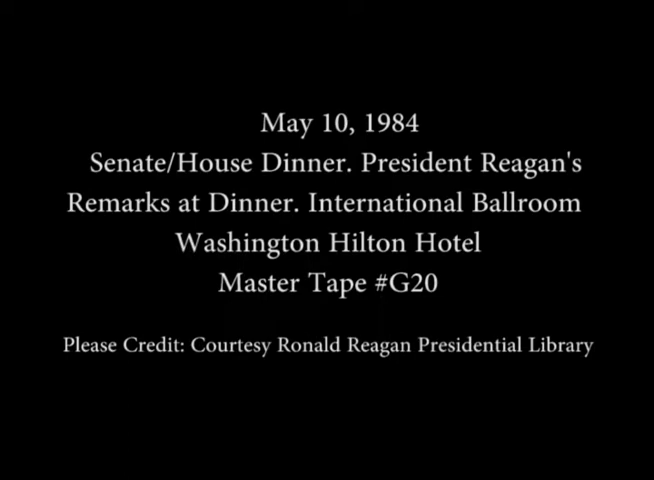 May 10, 1984
Senate/House Dinner. President Reagan's
Remarks at Dinner. International Ballroom
Washington Hilton Hotel
Master Tape #G20
Please Credit: Courtesy Ronald Reagan Presidential Library